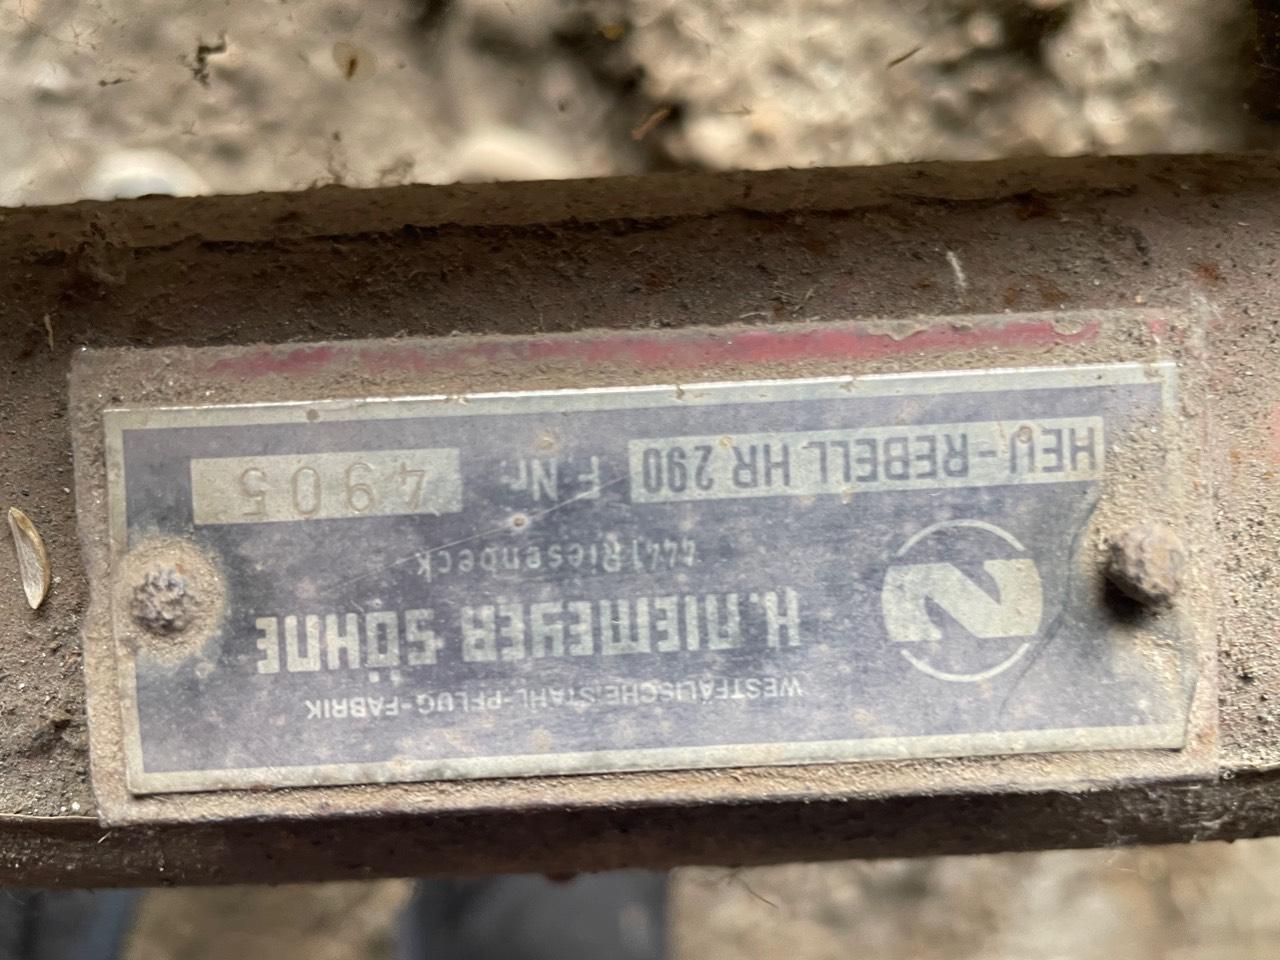 WESTFÄLISCHE STAHL-PFLUG-FABRIK
H. NIEMEYER SÖHNE
4441 Riesenbeck
HEU-REBELL HR 290 F. Nr. 4905